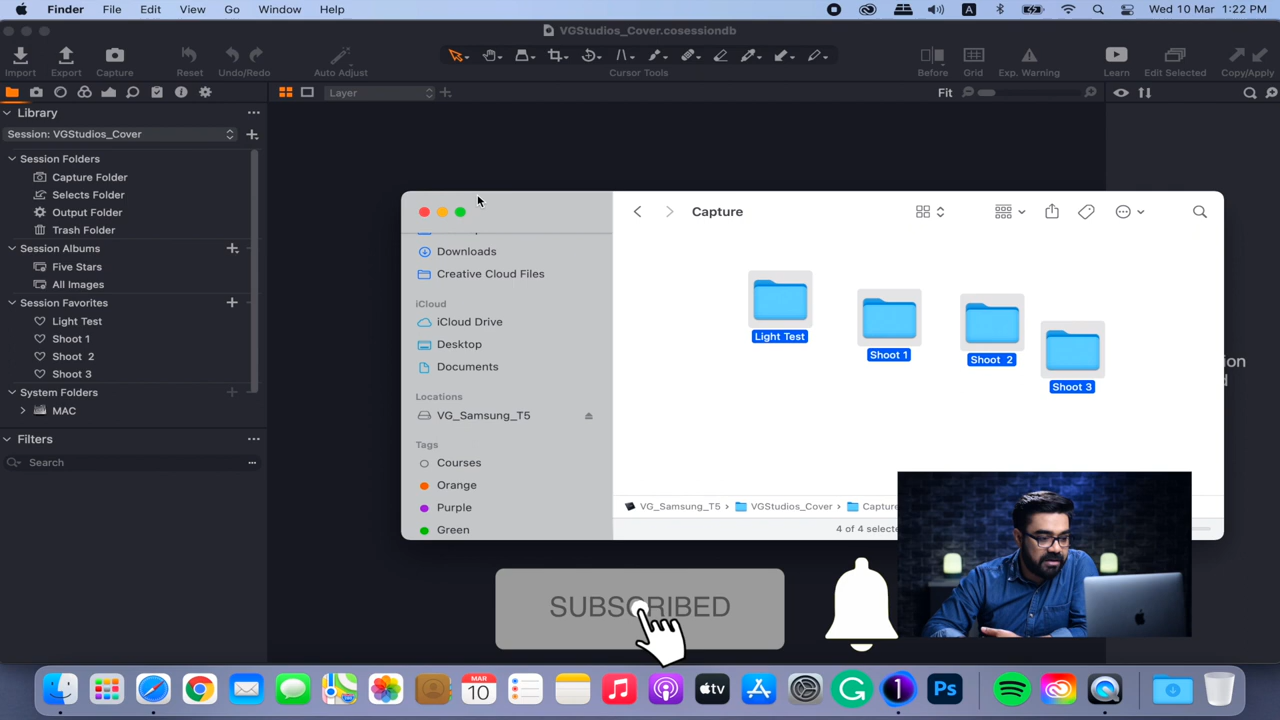 Finder File Edit View Go Window Help
A Wed 10 Mar 1:22 PM
VGStudios_Cover.cosessiondb
Import Export Capture Reset Undo/Redo Auto Adjust Cursor Tools Before Grid Exp. Warning Learn Edit Selected Copy/Apply
Layer
Fit
Library
Session: VGStudios_Cover
Session Folders
Capture Folder
Selects Folder
Output Folder
Trash Folder
Session Albums
Five Stars
All Images
Session Favorites
Light Test
Shoot 1
Shoot 2
Shoot 3
System Folders
MAC
Filters
Search
Downloads
Creative Cloud Files
iCloud
iCloud Drive
Desktop
Documents
Locations
VG_Samsung_T5
Tags
Courses
Orange
Purple
Green
Capture
Light Test
Shoot 1
Shoot 2
Shoot 3
VG_Samsung_T5 › VGStudios_Cover › Capture
4 of 4 selecte
ion
SUBSCRIBED
MAR
10
tv
1
Ps